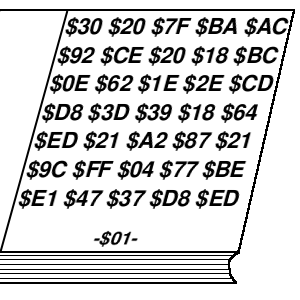 $30 $20 $7F $BA $AC
$92 $CE $20 $18 $BC
$0E $62 $1E $2E $CD
$D8 $3D $39 $18 $64
$ED $21 $A2 $87 $21
$9C $FF $04 $77 $BE
$E1 $47 $37 $D8 $ED
-$01-